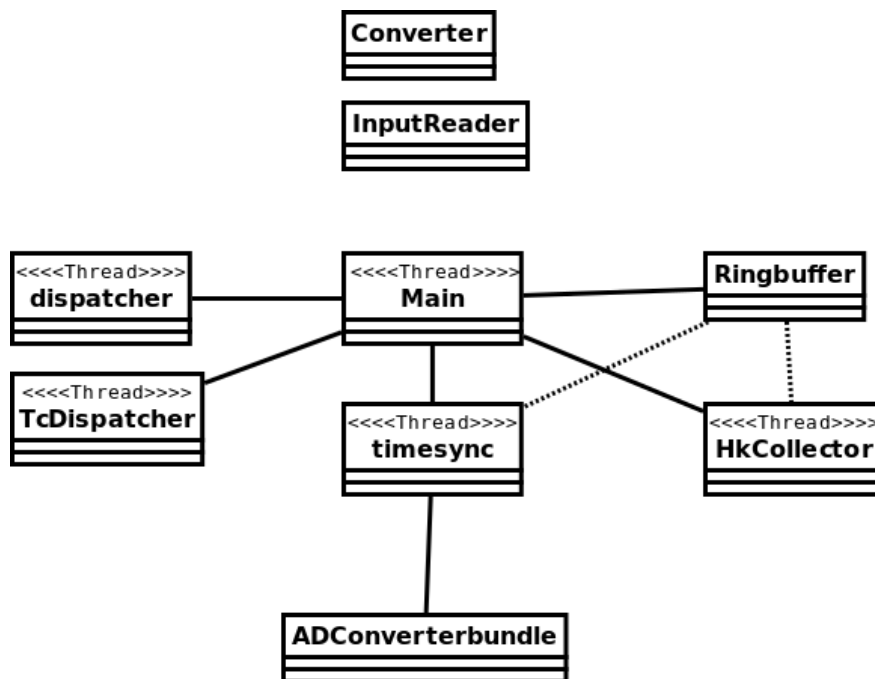 Converter
InputReader
<<<<Thread>>>>
dispatcher
<<<<Thread>>>>
Main
Ringbuffer
<<<<Thread>>>>
TcDispatcher
<<<<Thread>>>>
timesync
<<<<Thread>>>>
HkCollector
ADConverterbundle